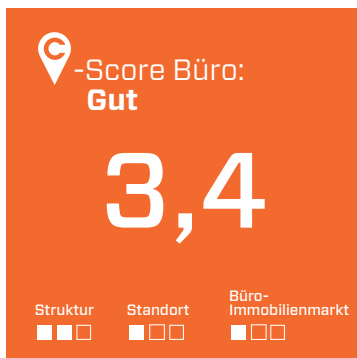 C-Score Büro:
Gut
3,4
Struktur
Standort
Büro-
Immobilienmarkt